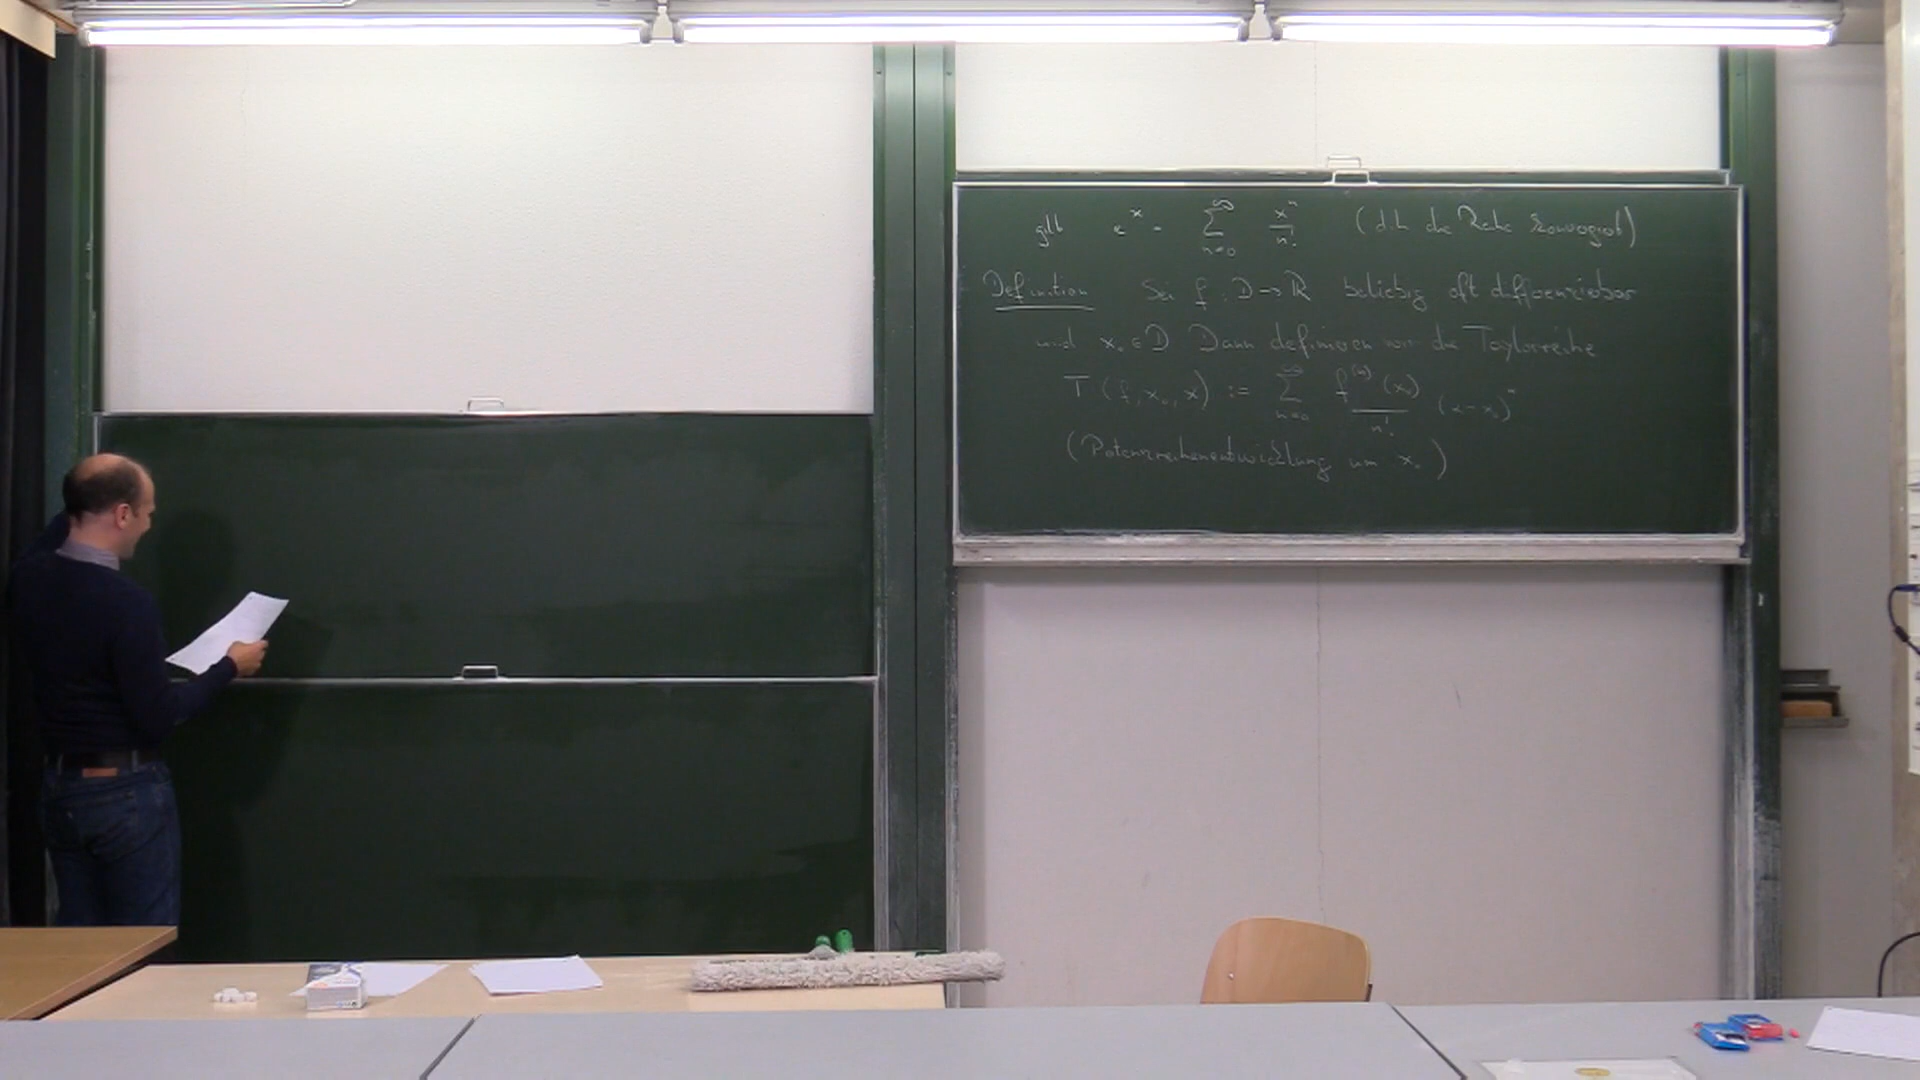 gilt e^x = ∑_{n=0}^{∞} x^n/n! (d.h. die Reihe konvergiert)
Definition Sei f : D → ℝ beliebig oft differenzierbar
und x₀ ∈ D Dann definieren wir die Taylorreihe
T (f, x₀, x) := ∑_{n=0}^{∞} f^{(n)}(x₀)/n! (x-x₀)^n
(Potenzreihenentwicklung um x₀)